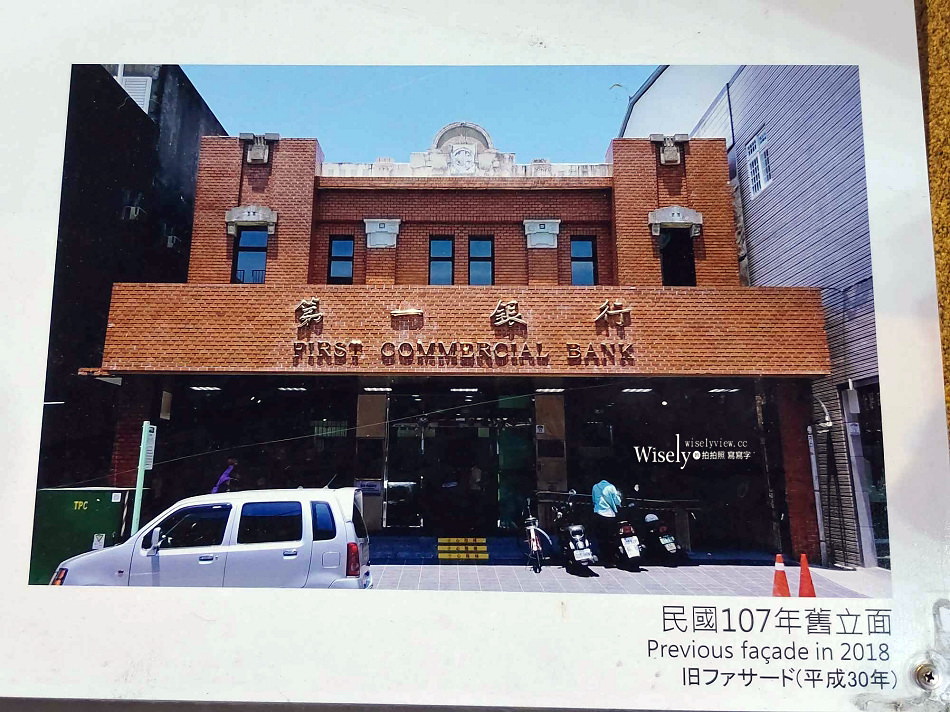 第一銀行
FIRST COMMERCIAL BANK
wiselyview.cc
Wisely 拍拍照 寫寫字
TPC
民國107年舊立面
Previous façade in 2018
旧ファサード(平成30年)